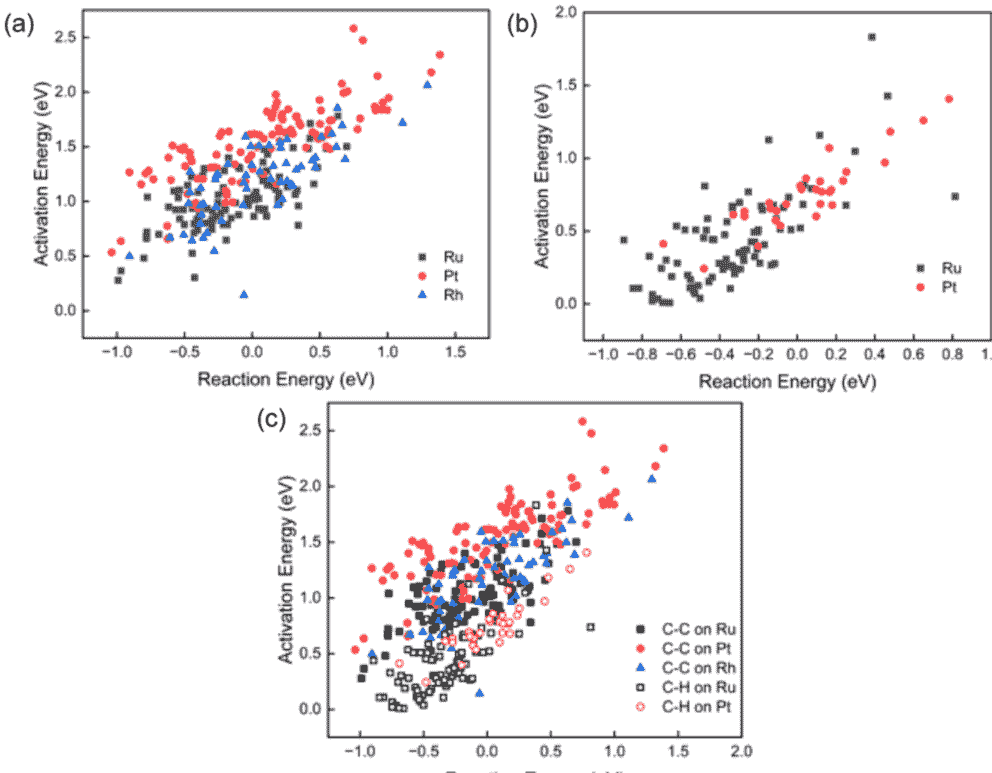 (a)
2.5
2.0
1.5
1.0
0.5
0.0
Activation Energy (eV)
Ru
Pt
Rh
−1.0 −0.5 0.0 0.5 1.0 1.5
Reaction Energy (eV)
(b)
2.0
1.5
1.0
0.5
0.0
Activation Energy (eV)
Ru
Pt
−1.0 −0.8 −0.6 −0.4 −0.2 0.0 0.2 0.4 0.6 0.8
Reaction Energy (eV)
(c)
2.5
2.0
1.5
1.0
0.5
0.0
Activation Energy (eV)
C-C on Ru
C-C on Pt
C-C on Rh
C-H on Ru
C-H on Pt
−1.0 −0.5 0.0 0.5 1.0 1.5 2.0